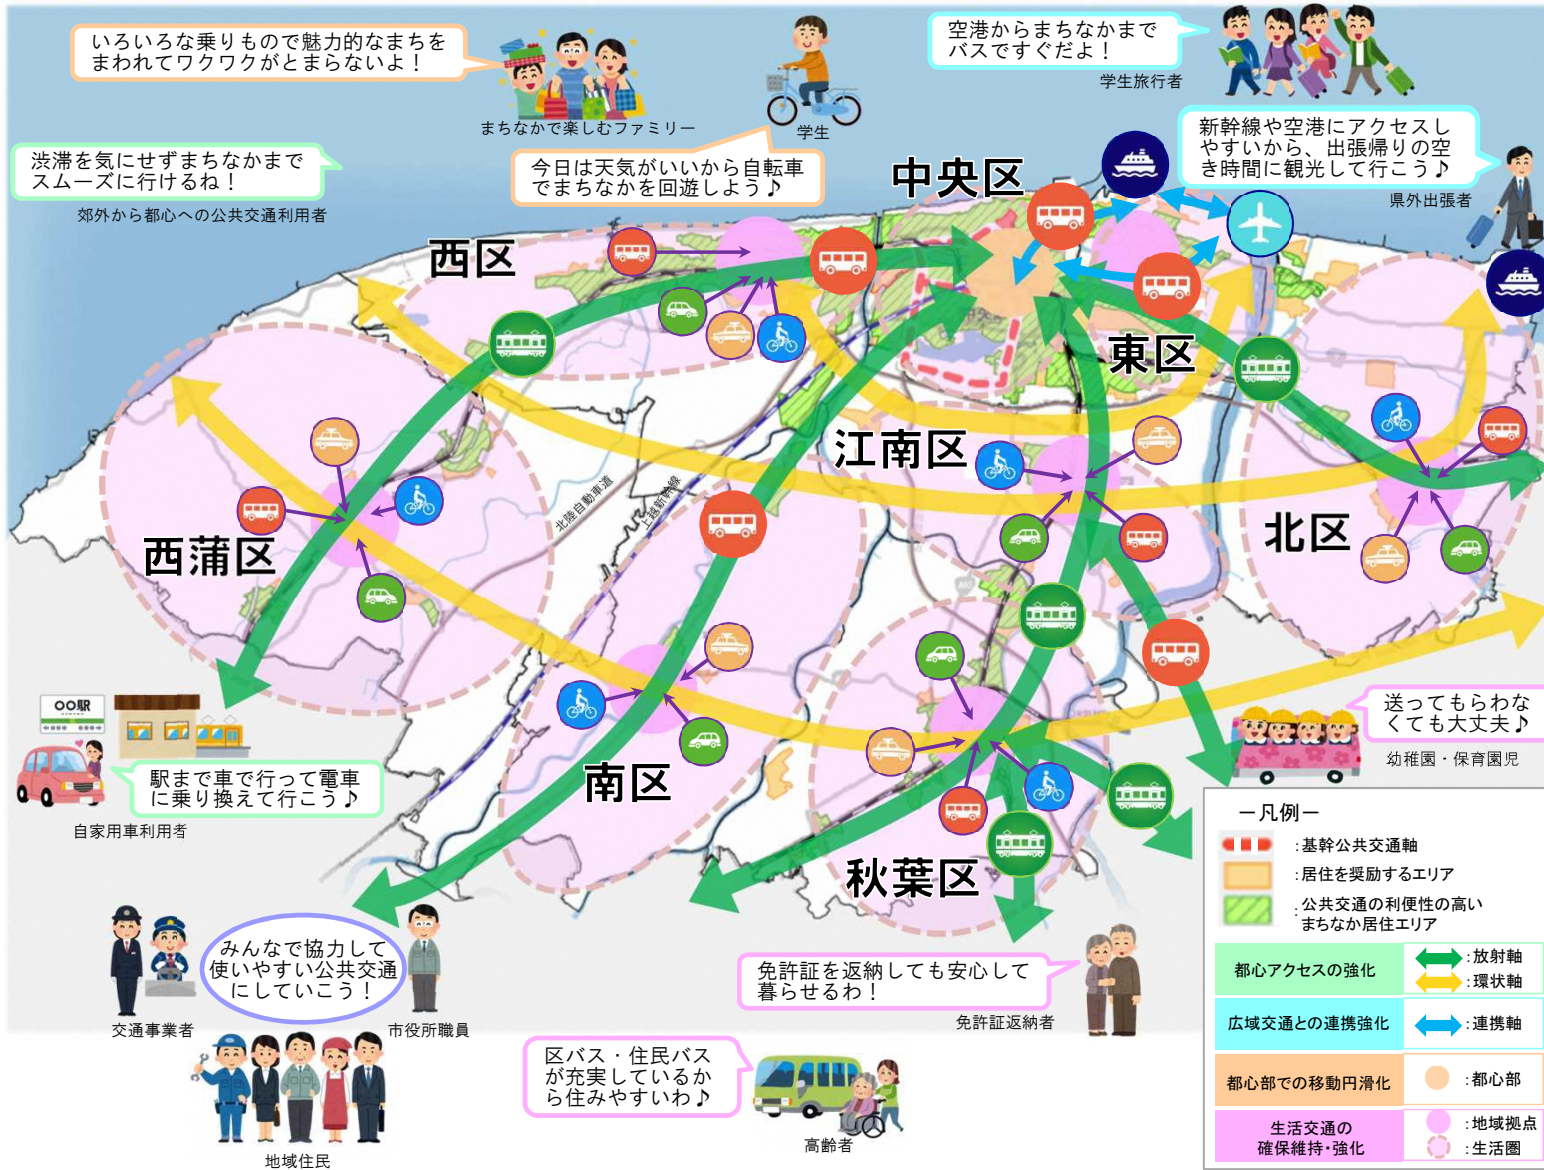 いろいろな乗りもので魅力的なまちを
まわれてワクワクがとまらないよ！
まちなかで楽しむファミリー
学生
空港からまちなかまで
バスですぐだよ！
学生旅行者
渋滞を気にせずまちなかまで
スムーズに行けるね！
郊外から都心への公共交通利用者
今日は天気がいいから自転車
でまちなかを回遊しよう♪
新幹線や空港にアクセスし
やすいから、出張帰りの空
き時間に観光して行こう♪
県外出張者
中央区
西区
東区
江南区
北区
西蒲区
南区
秋葉区
北陸自動車道
上越新幹線
〇〇駅
駅まで車で行って電車
に乗り換えて行こう♪
自家用車利用者
送ってもらわな
くても大丈夫♪
幼稚園・保育園児
みんなで協力して
使いやすい公共交通
にしていこう！
交通事業者
市役所職員
地域住民
免許証を返納しても安心して
暮らせるわ！
免許証返納者
区バス・住民バス
が充実しているか
ら住みやすいわ♪
高齢者
－凡例－
：基幹公共交通軸
：居住を奨励するエリア
：公共交通の利便性の高い
まちなか居住エリア
都心アクセスの強化
：放射軸
：環状軸
広域交通との連携強化
：連携軸
都心部での移動円滑化
：都心部
生活交通の
確保維持・強化
：地域拠点
：生活圏